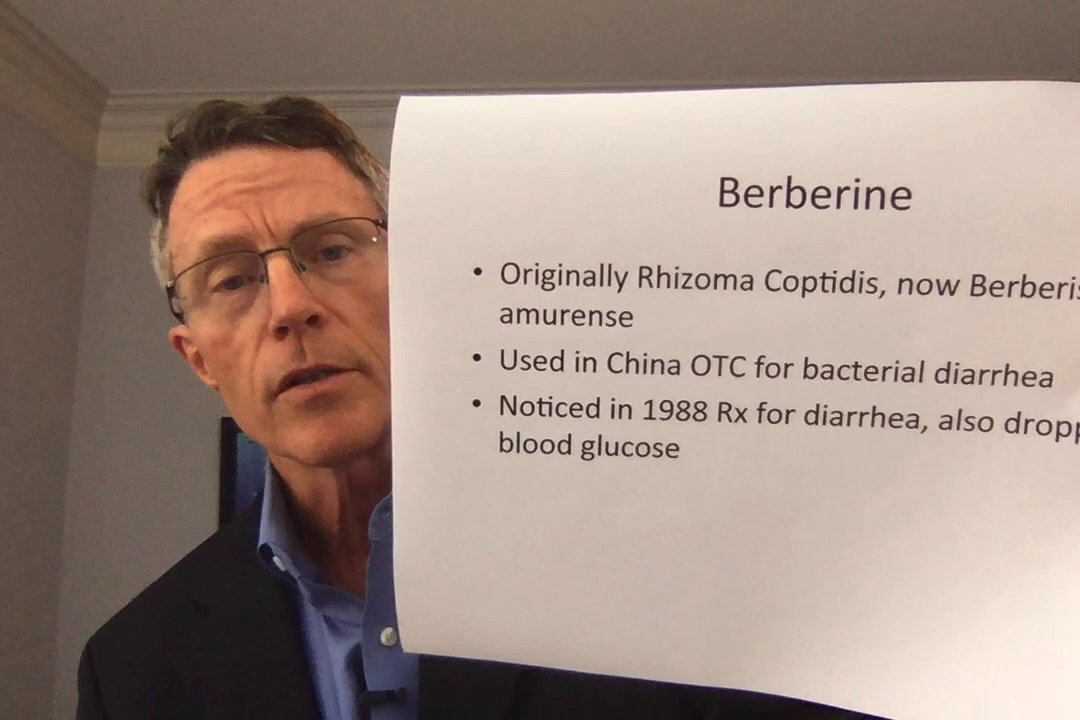 Berberine
• Originally Rhizoma Coptidis, now Berberis
amurense
• Used in China OTC for bacterial diarrhea
• Noticed in 1988 Rx for diarrhea, also dropp
blood glucose